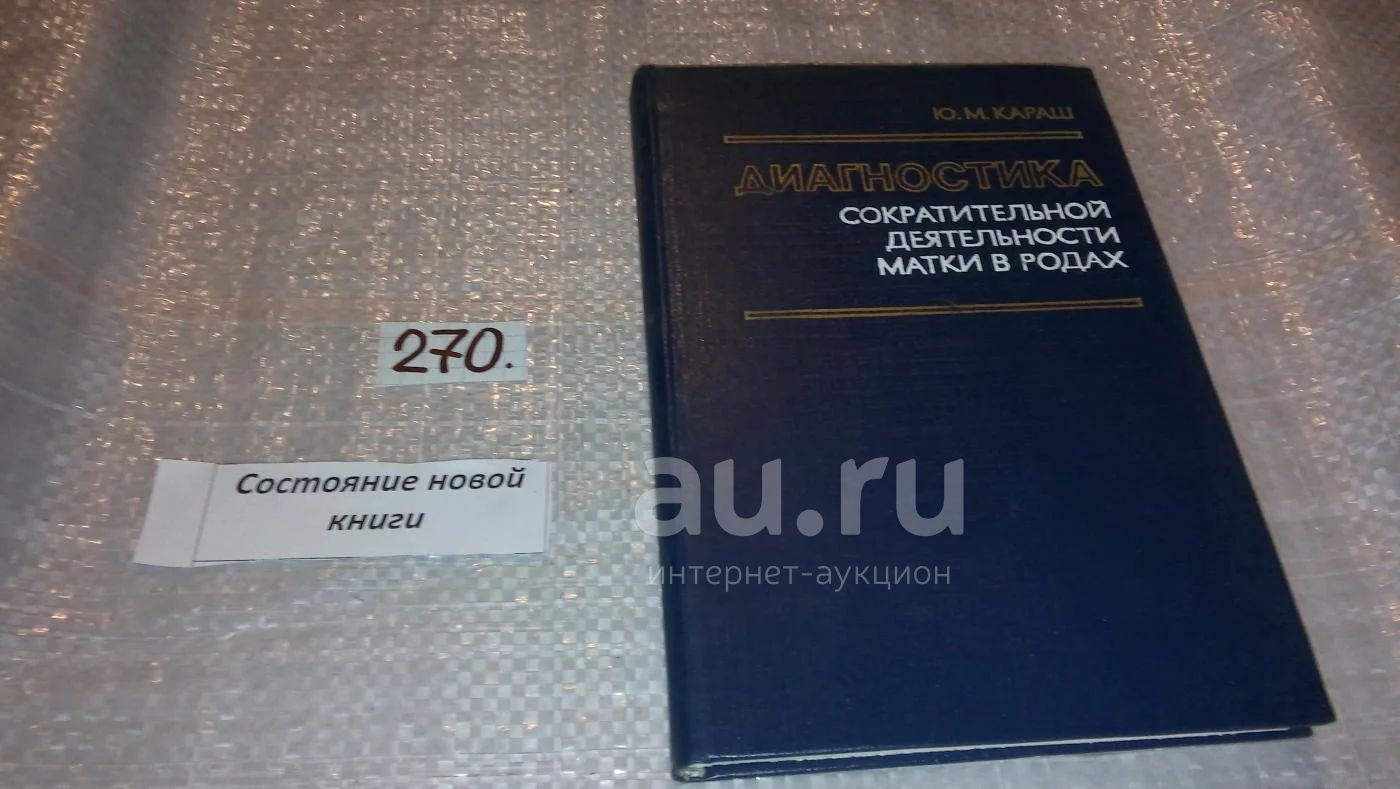 Ю. М. КАРАШ
ДИАГНОСТИКА
СОКРАТИТЕЛЬНОЙ
ДЕЯТЕЛЬНОСТИ
МАТКИ В РОДАХ
270.
Состояние новой
книги
au.ru
интернет-аукцион